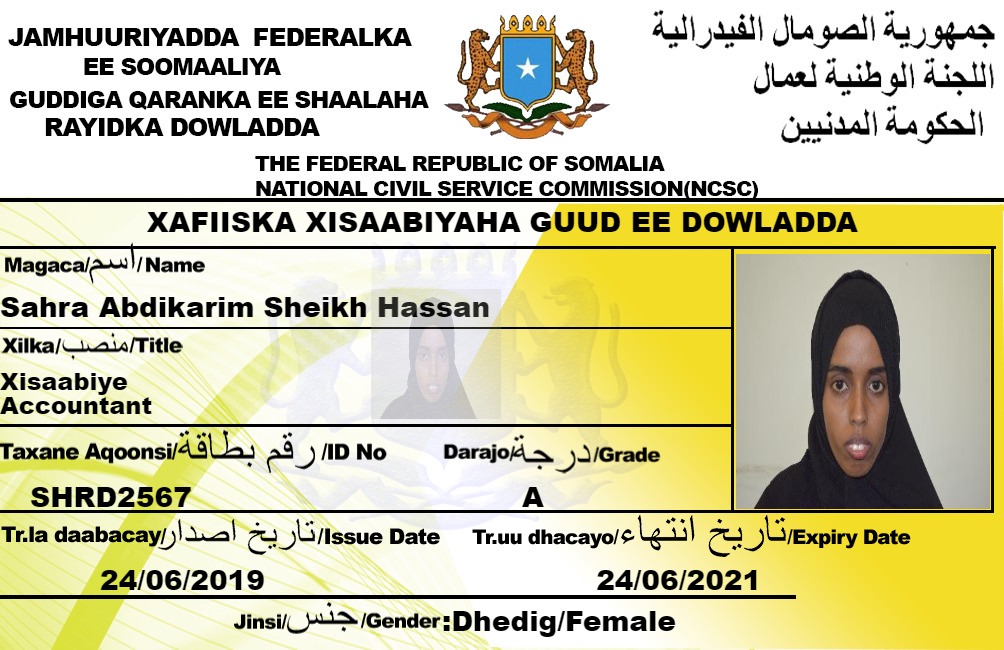 JAMHUURIYADDA FEDERALKA
EE SOOMAALIYA
GUDDIGA QARANKA EE SHAALAHA
RAYIDKA DOWLADDA
جمهورية الصومال الفيدرالية
اللجنة الوطنية لعمال
الحكومة المدنيين
THE FEDERAL REPUBLIC OF SOMALIA
NATIONAL CIVIL SERVICE COMMISSION(NCSC)
XAFIISKA XISAABIYAHA GUUD EE DOWLADDA
Magaca/اسم/Name
Sahra Abdikarim Sheikh Hassan
Xilka/منصب/Title
Xisaabiye
Accountant
Taxane Aqoonsi/رقم بطاقة/ID No Darajo/درجة/Grade
SHRD2567 A
Tr.la daabacay/تاريخ اصدار/Issue Date Tr.uu dhacayo/تاريخ انتهاء/Expiry Date
24/06/2019 24/06/2021
Jinsi/جنس/Gender:Dhedig/Female